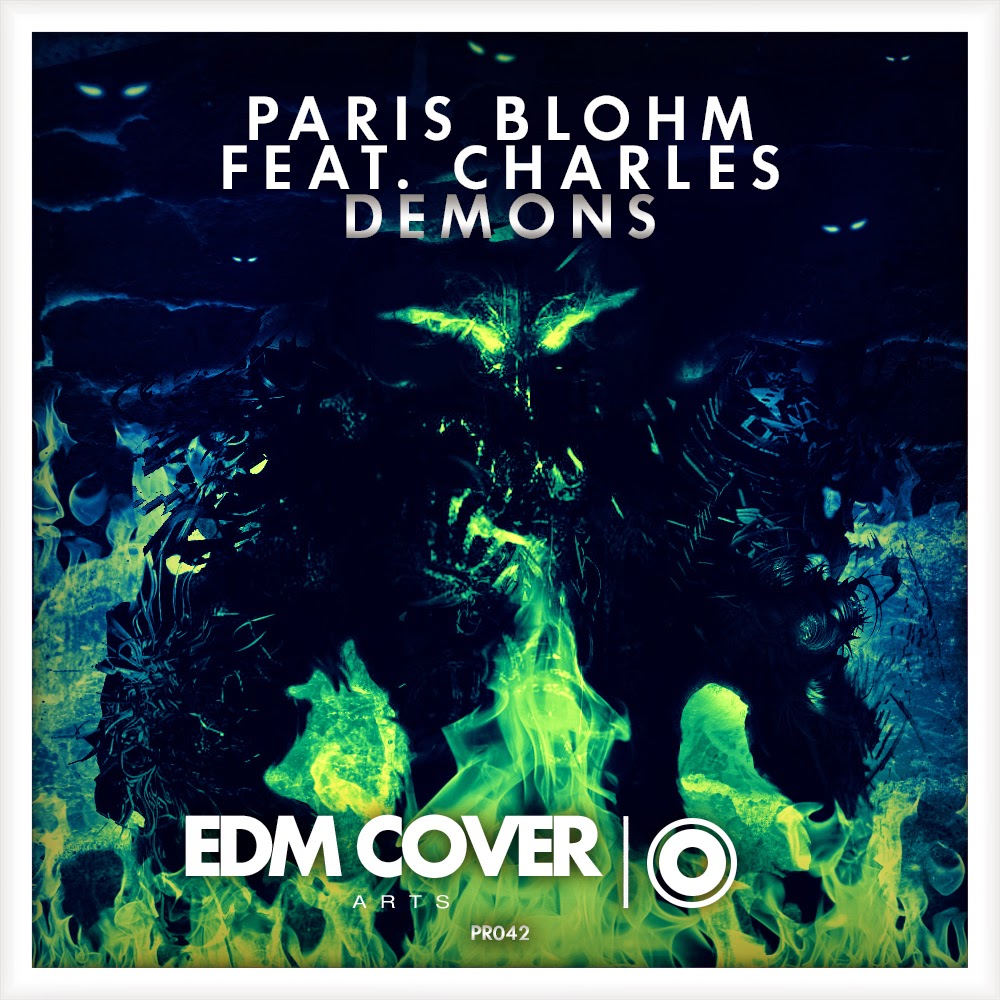 PARIS BLOHM
FEAT. CHARLES
DEMONS
EDM COVER
ARTS
PR042